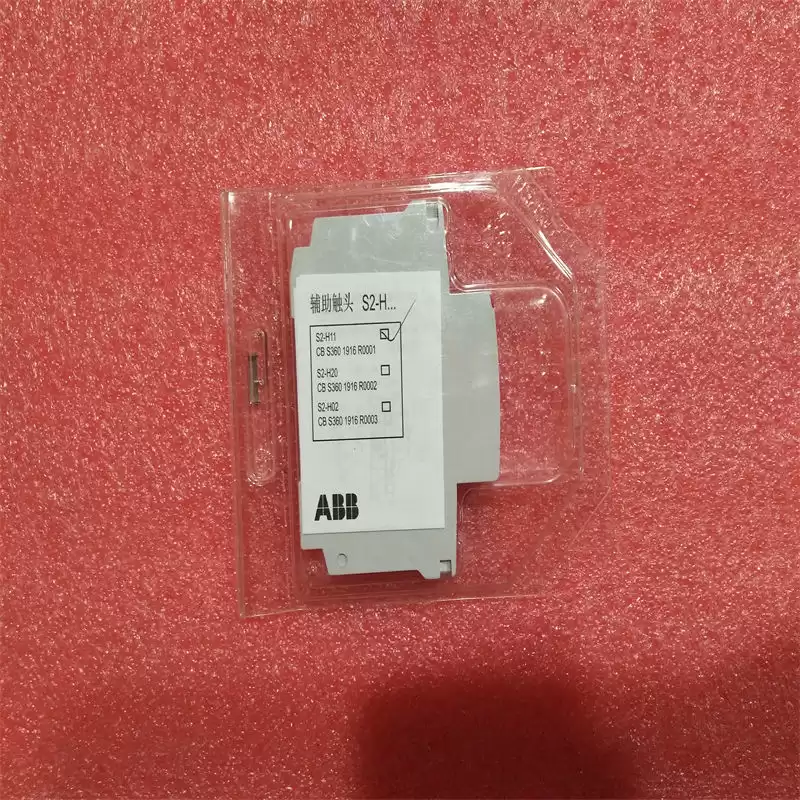 辅助触头 S2-H...
S2-H11
CB S360 1916 R0001
S2-H20
CB S360 1916 R0002
S2-H02
CB S360 1916 R0003
ABB